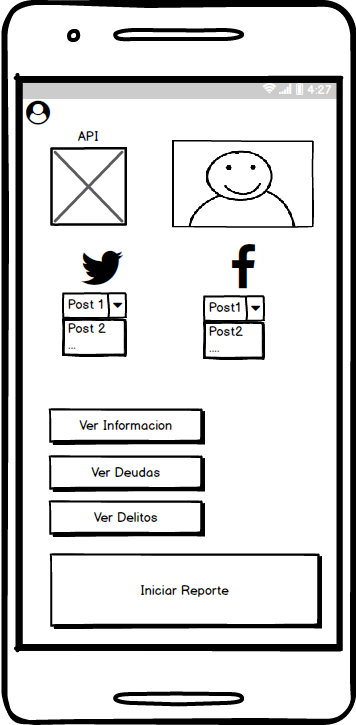 4:27
API
Post 1
Post 2
...
Post1
Post2
....
Ver Informacion
Ver Deudas
Ver Delitos
Iniciar Reporte